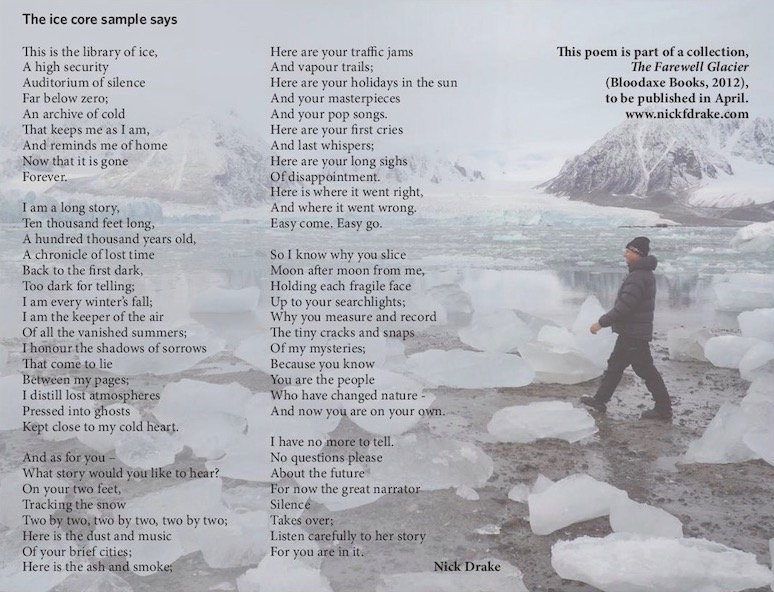 The ice core sample says
This is the library of ice,
A high security
Auditorium of silence
Far below zero;
An archive of cold
That keeps me as I am,
And reminds me of home
Now that it is gone
Forever.
I am a long story,
Ten thousand feet long,
A hundred thousand years old,
A chronicle of lost time
Back to the first dark,
Too dark for telling;
I am every winter's fall;
I am the keeper of the air
Of all the vanished summers;
I honour the shadows of sorrows
That come to lie
Between my pages;
I distill lost atmospheres
Pressed into ghosts
Kept close to my cold heart.
And as for you –
What story would you like to hear?
On your two feet,
Tracking the snow
Two by two, two by two, two by two;
Here is the dust and music
Of your brief cities;
Here is the ash and smoke;
Here are your traffic jams
And vapour trails;
Here are your holidays in the sun
And your masterpieces
And your pop songs.
Here are your first cries
And last whispers;
Here are your long sighs
Of disappointment.
Here is where it went right,
And where it went wrong.
Easy come. Easy go.
So I know why you slice
Moon after moon from me,
Holding each fragile face
Up to your searchlights;
Why you measure and record
The tiny cracks and snaps
Of my mysteries;
Because you know
You are the people
Who have changed nature -
And now you are on your own.
I have no more to tell.
No questions please
About the future
For now the great narrator
Silence
Takes over;
Listen carefully to her story
For you are in it.
Nick Drake
This poem is part of a collection,
The Farewell Glacier
(Bloodaxe Books, 2012),
to be published in April.
www.nickfdrake.com